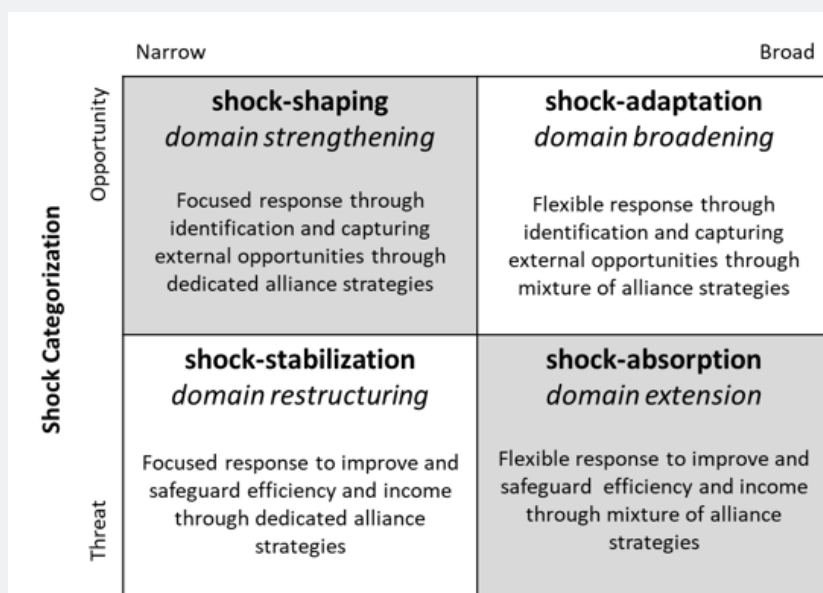 Narrow
Broad
Shock Categorization
Opportunity
Threat
shock-shaping
domain strengthening
Focused response through
identification and capturing
external opportunities through
dedicated alliance strategies
shock-adaptation
domain broadening
Flexible response through
identification and capturing
external opportunities through
mixture of alliance strategies
shock-stabilization
domain restructuring
Focused response to improve and
safeguard efficiency and income
through dedicated alliance
strategies
shock-absorption
domain extension
Flexible response to improve and
safeguard  efficiency and income
through mixture of alliance
strategies